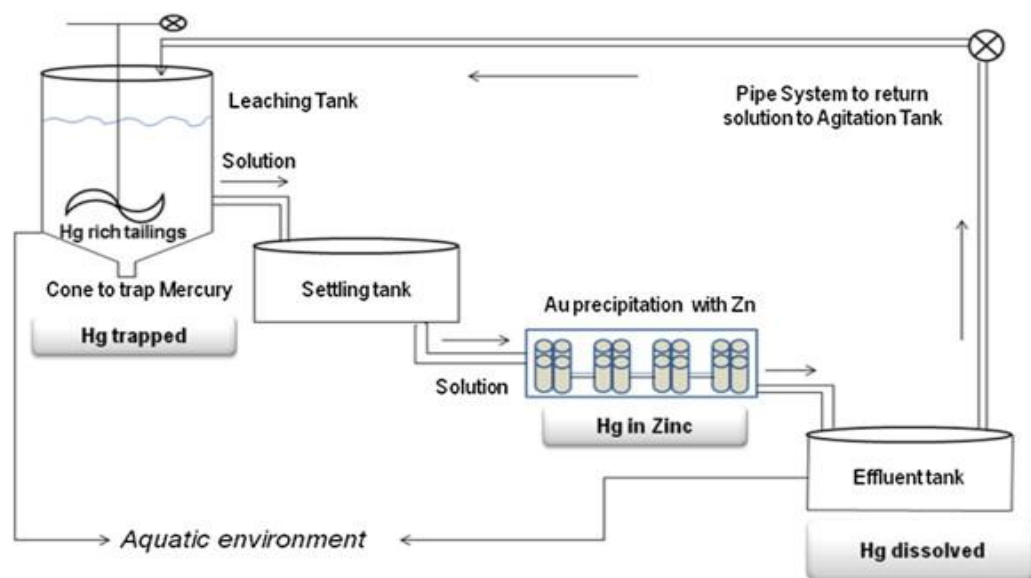 Leaching Tank
Pipe System to return
solution to Agitation Tank
Solution
Hg rich tailings
Cone to trap Mercury
Hg trapped
Settling tank
Au precipitation with Zn
Solution
Hg in Zinc
Effluent tank
Aquatic environment
Hg dissolved